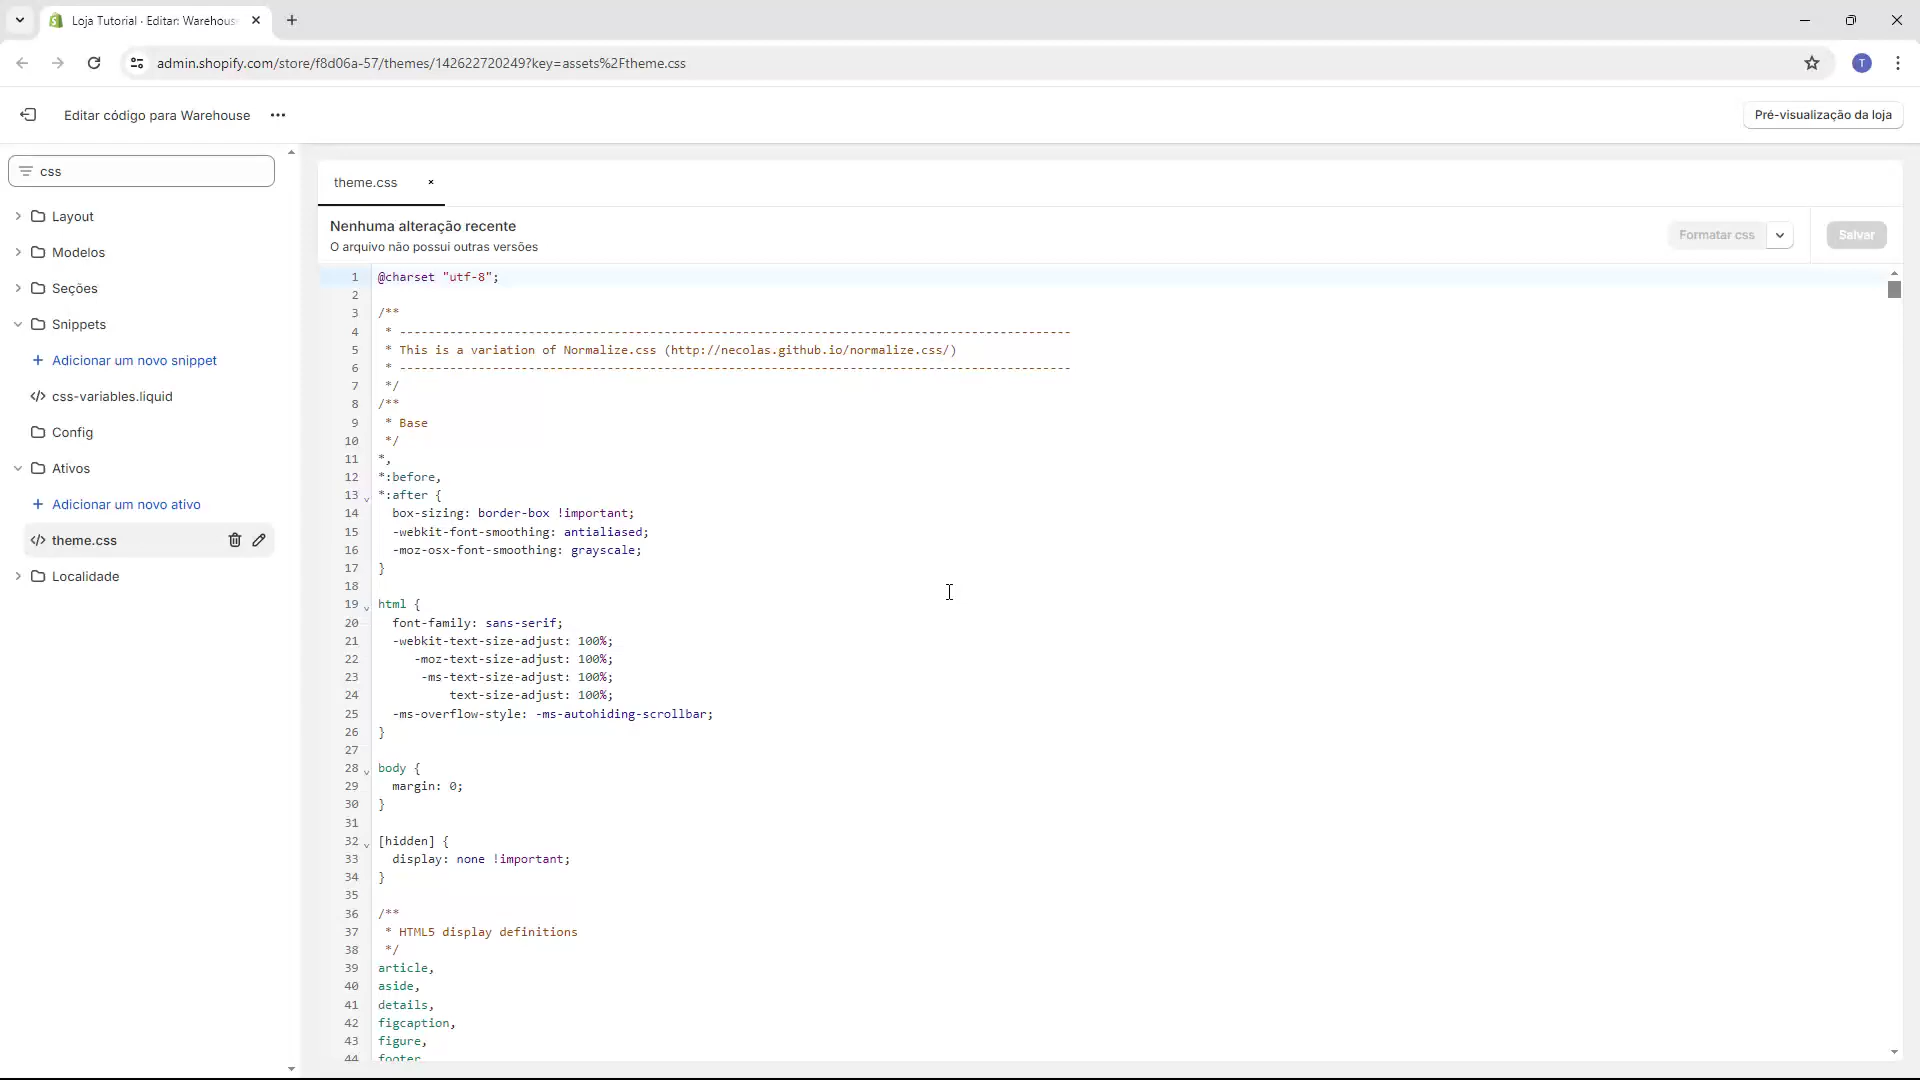 Loja Tutorial · Editar: Warehouse
admin.shopify.com/store/f8d06a-57/themes/142622720249?key=assets%2Ftheme.css
T
Editar código para Warehouse
Pré-visualização da loja
css
Layout
Modelos
Seções
Snippets
Adicionar um novo snippet
css-variables.liquid
Config
Ativos
Adicionar um novo ativo
theme.css
Localidade
theme.css
Nenhuma alteração recente
O arquivo não possui outras versões
Formatar css
Salvar
1 @charset "utf-8";
2
3 /**
4 * ----------------------------------------------------------------------------------------------
5 * This is a variation of Normalize.css (http://necolas.github.io/normalize.css/)
6 * ----------------------------------------------------------------------------------------------
7 */
8 /**
9 * Base
10 */
11 *,
12 *:before,
13 *:after {
14 box-sizing: border-box !important;
15 -webkit-font-smoothing: antialiased;
16 -moz-osx-font-smoothing: grayscale;
17 }
18
19 html {
20 font-family: sans-serif;
21 -webkit-text-size-adjust: 100%;
22 -moz-text-size-adjust: 100%;
23 -ms-text-size-adjust: 100%;
24 text-size-adjust: 100%;
25 -ms-overflow-style: -ms-autohiding-scrollbar;
26 }
27
28 body {
29 margin: 0;
30 }
31
32 [hidden] {
33 display: none !important;
34 }
35
36 /**
37 * HTML5 display definitions
38 */
39 article,
40 aside,
41 details,
42 figcaption,
43 figure,
44 footer